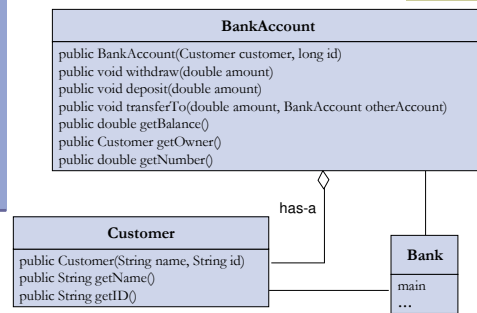 BankAccount
public BankAccount(Customer customer, long id)
public void withdraw(double amount)
public void deposit(double amount)
public void transferTo(double amount, BankAccount otherAccount)
public double getBalance()
public Customer getOwner()
public double getNumber()
has-a
Customer
public Customer(String name, String id)
public String getName()
public String getID()
Bank
main
...